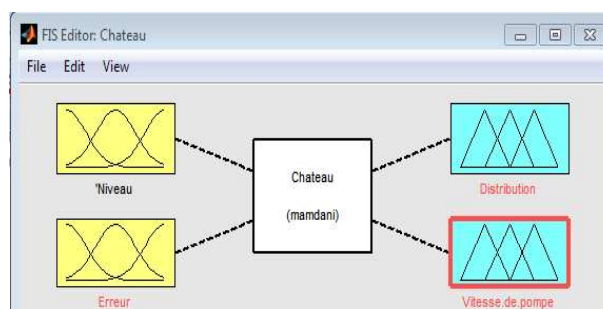 FIS Editor: Chateau
File Edit View
'Niveau
Erreur
Chateau
(mamdani)
Distribution
Vitesse.de.pompe